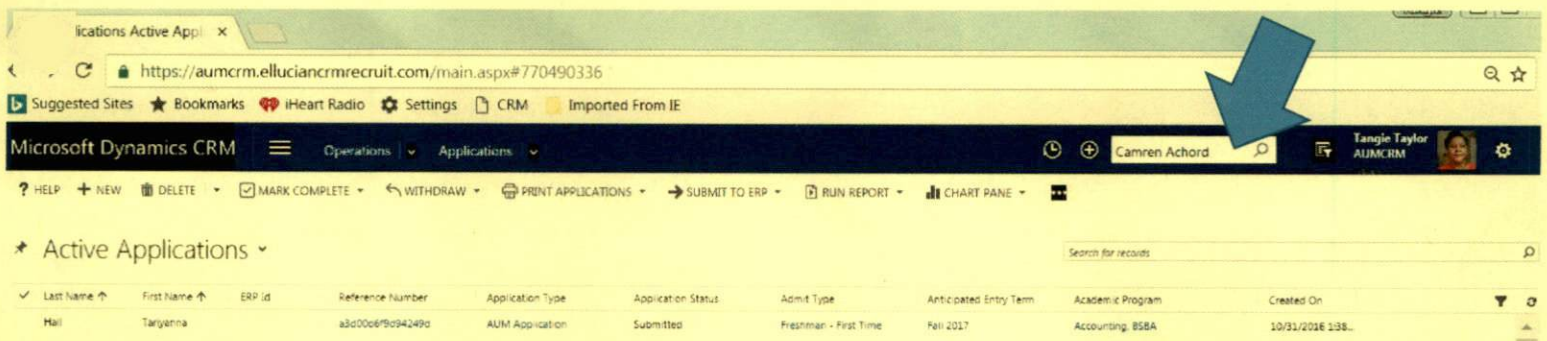 lications Active Appl ×
https://aumcrm.elluciancrmrecruit.com/main.aspx#770490336
Suggested Sites Bookmarks iHeart Radio Settings CRM Imported From IE
Microsoft Dynamics CRM Operations Applications Camren Achord Tangie Taylor
AUMCRM
? HELP + NEW DELETE MARK COMPLETE WITHDRAW PRINT APPLICATIONS SUBMIT TO ERP RUN REPORT CHART PANE
Active Applications
Search for records
Last Name First Name ERP Id Reference Number Application Type Application Status Admit Type Anticipated Entry Term Academic Program Created On
Hall Tariyanna AUM Application Submitted Freshman - First Time Fall 2017 Accounting, BSBA 10/31/2016 1:38...